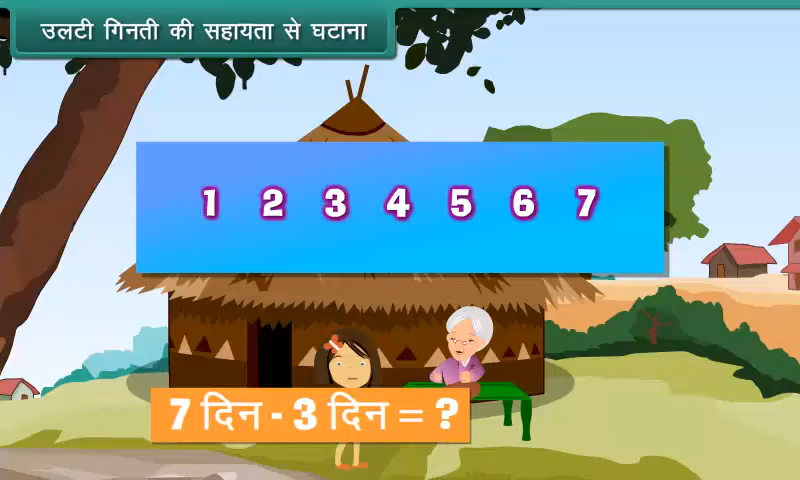 उलटी गिनती की सहायता से घटाना
1 2 3 4 5 6 7
7 दिन - 3 दिन = ?